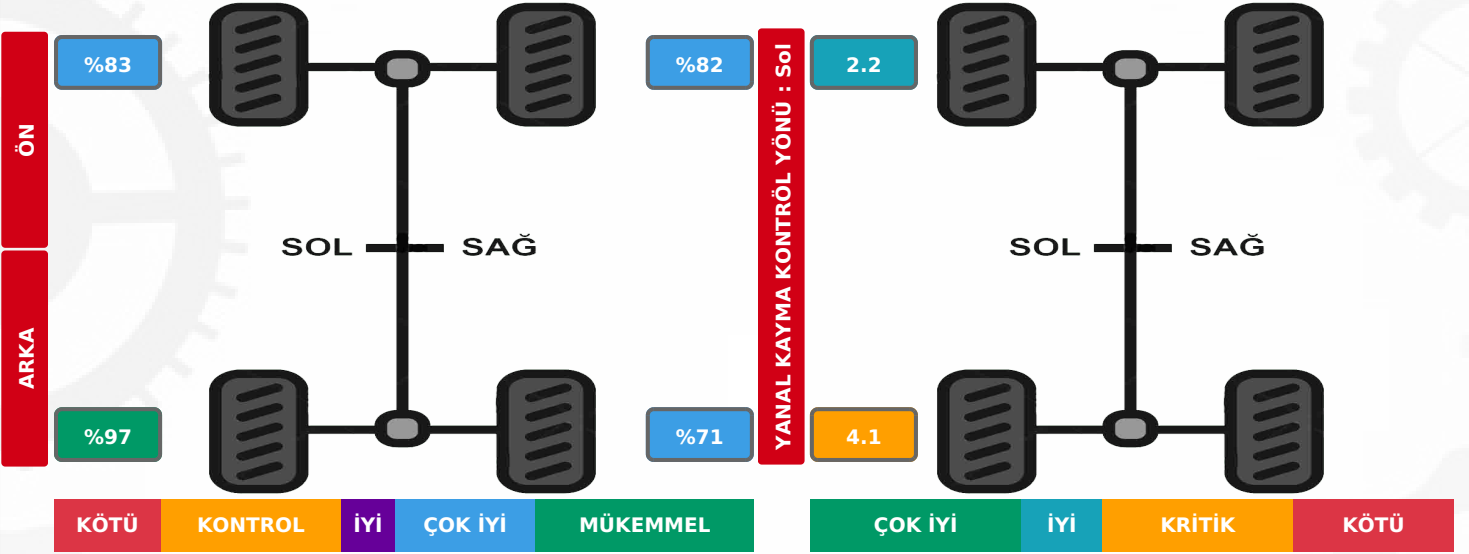 ÖN
%83
%82
YANAL KAYMA KONTRÖL YÖNÜ : Sol
2.2
SOL SAĞ
SOL SAĞ
ARKA
%97
%71
4.1
KÖTÜ KONTROL İYİ ÇOK İYİ MÜKEMMEL
ÇOK İYİ İYİ KRİTİK KÖTÜ